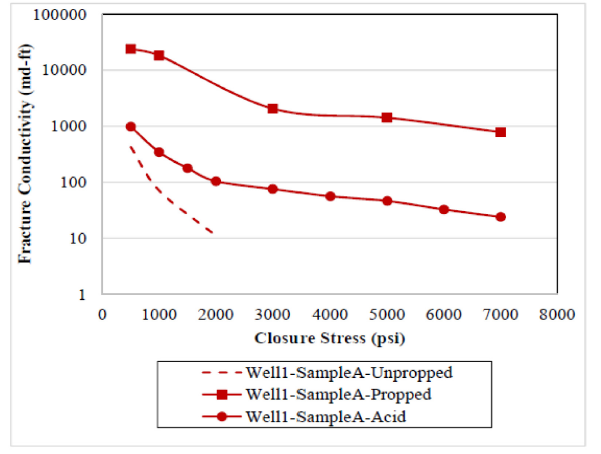 100000
10000
1000
100
10
1
Fracture Conductivity (md-ft)
0 1000 2000 3000 4000 5000 6000 7000 8000
Closure Stress (psi)
Well1-SampleA-Unpropped
Well1-SampleA-Propped
Well1-SampleA-Acid